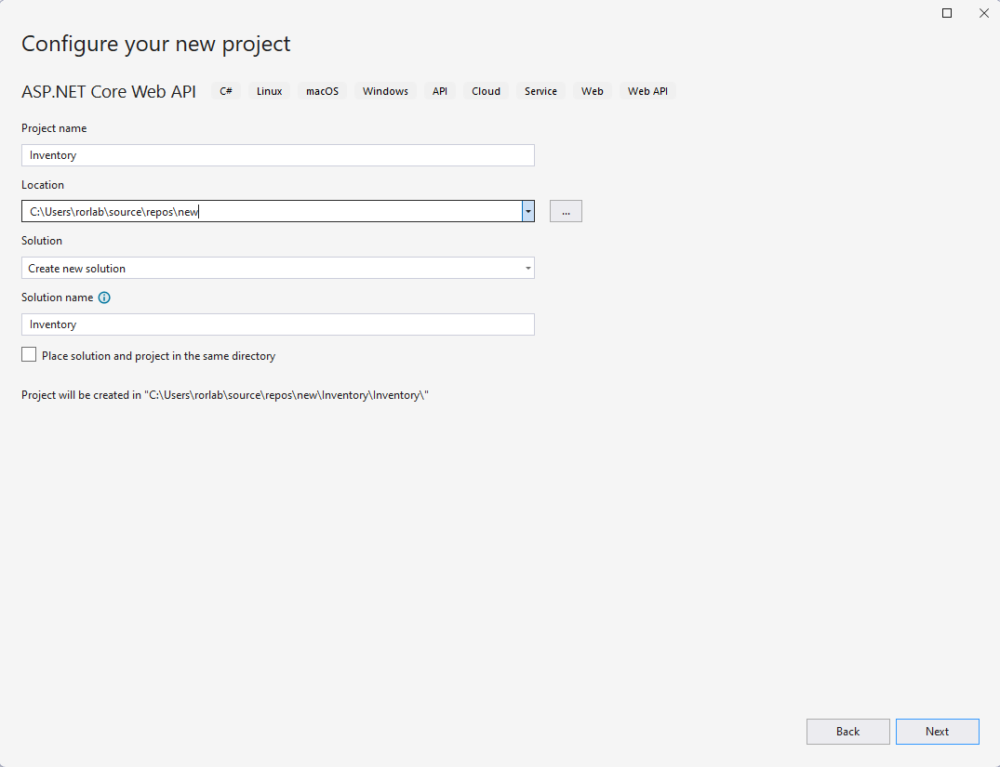 Configure your new project
ASP.NET Core Web API C# Linux macOS Windows API Cloud Service Web Web API
Project name
Inventory
Location
C:\Users\rorlab\source\repos\new
...
Solution
Create new solution
Solution name
Inventory
Place solution and project in the same directory
Project will be created in "C:\Users\rorlab\source\repos\new\Inventory\Inventory\"
Back Next